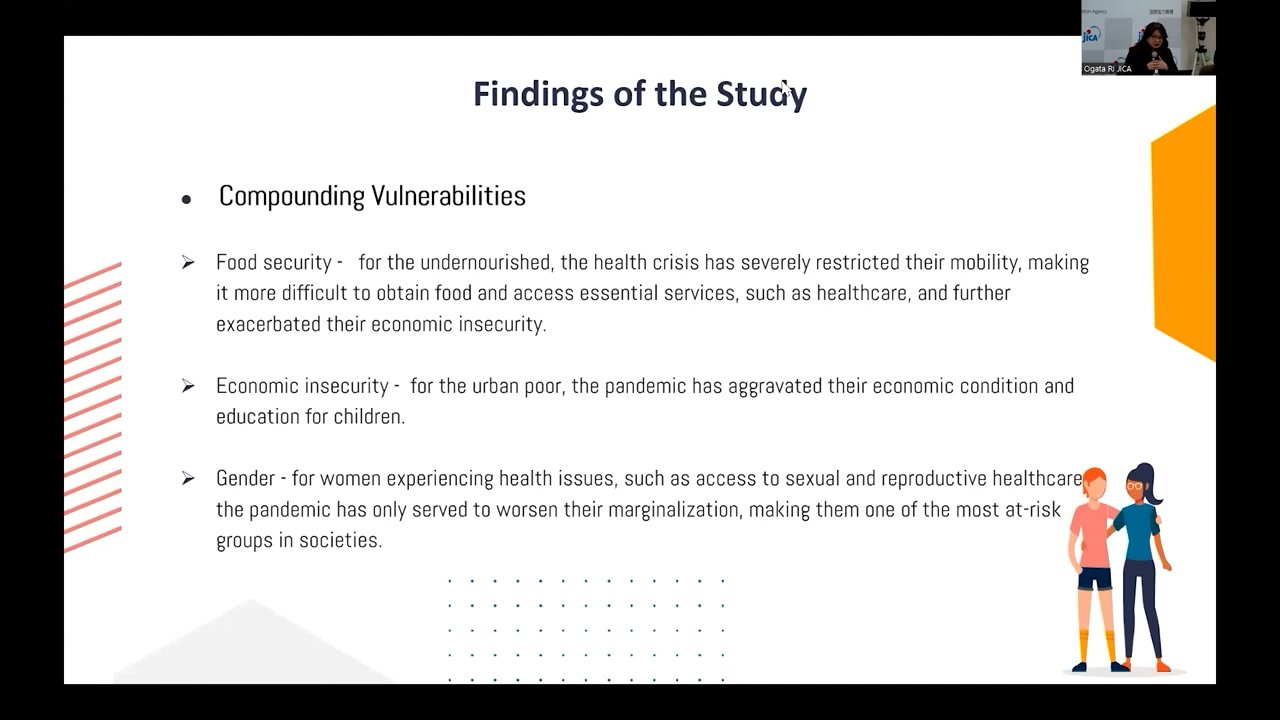 Findings of the Study
• Compounding Vulnerabilities
➢ Food security - for the undernourished, the health crisis has severely restricted their mobility, making
it more difficult to obtain food and access essential services, such as healthcare, and further
exacerbated their economic insecurity.
➢ Economic insecurity - for the urban poor, the pandemic has aggravated their economic condition and
education for children.
➢ Gender - for women experiencing health issues, such as access to sexual and reproductive healthcare
the pandemic has only served to worsen their marginalization, making them one of the most at-risk
groups in societies.
Agency
JICA
Ogata RI JICA